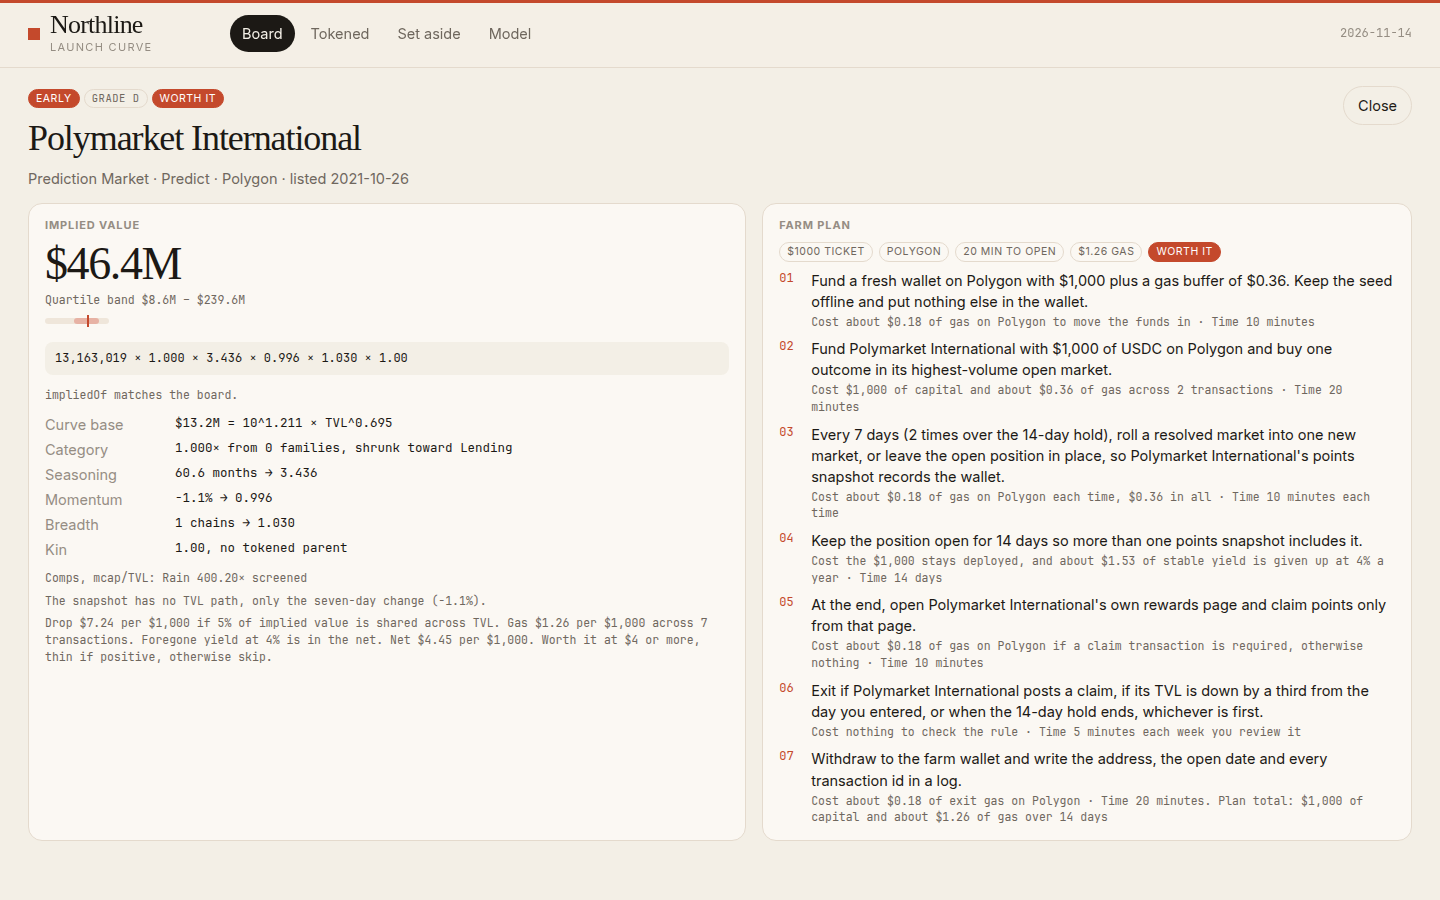 Northline
LAUNCH CURVE
Board
Tokened
Set aside
Model
2026-11-14
EARLY
GRADE D
WORTH IT
Close
Polymarket International
Prediction Market · Predict · Polygon · listed 2021-10-26
IMPLIED VALUE
$46.4M
Quartile band $8.6M – $239.6M
13,163,019 × 1.000 × 3.436 × 0.996 × 1.030 × 1.00
impliedOf matches the board.
Curve base $13.2M = 10^1.211 × TVL^0.695
Category 1.000× from 0 families, shrunk toward Lending
Seasoning 60.6 months → 3.436
Momentum -1.1% → 0.996
Breadth 1 chains → 1.030
Kin 1.00, no tokened parent
Comps, mcap/TVL: Rain 400.20× screened
The snapshot has no TVL path, only the seven-day change (-1.1%).
Drop $7.24 per $1,000 if 5% of implied value is shared across TVL. Gas $1.26 per $1,000 across 7
transactions. Foregone yield at 4% is in the net. Net $4.45 per $1,000. Worth it at $4 or more,
thin if positive, otherwise skip.
FARM PLAN
$1000 TICKET
POLYGON
20 MIN TO OPEN
$1.26 GAS
WORTH IT
01 Fund a fresh wallet on Polygon with $1,000 plus a gas buffer of $0.36. Keep the seed
offline and put nothing else in the wallet.
Cost about $0.18 of gas on Polygon to move the funds in · Time 10 minutes
02 Fund Polymarket International with $1,000 of USDC on Polygon and buy one
outcome in its highest-volume open market.
Cost $1,000 of capital and about $0.36 of gas across 2 transactions · Time 20
minutes
03 Every 7 days (2 times over the 14-day hold), roll a resolved market into one new
market, or leave the open position in place, so Polymarket International's points
snapshot records the wallet.
Cost about $0.18 of gas on Polygon each time, $0.36 in all · Time 10 minutes each
time
04 Keep the position open for 14 days so more than one points snapshot includes it.
Cost the $1,000 stays deployed, and about $1.53 of stable yield is given up at 4% a
year · Time 14 days
05 At the end, open Polymarket International's own rewards page and claim points only
from that page.
Cost about $0.18 of gas on Polygon if a claim transaction is required, otherwise
nothing · Time 10 minutes
06 Exit if Polymarket International posts a claim, if its TVL is down by a third from the
day you entered, or when the 14-day hold ends, whichever is first.
Cost nothing to check the rule · Time 5 minutes each week you review it
07 Withdraw to the farm wallet and write the address, the open date and every
transaction id in a log.
Cost about $0.18 of exit gas on Polygon · Time 20 minutes. Plan total: $1,000 of
capital and about $1.26 of gas over 14 days